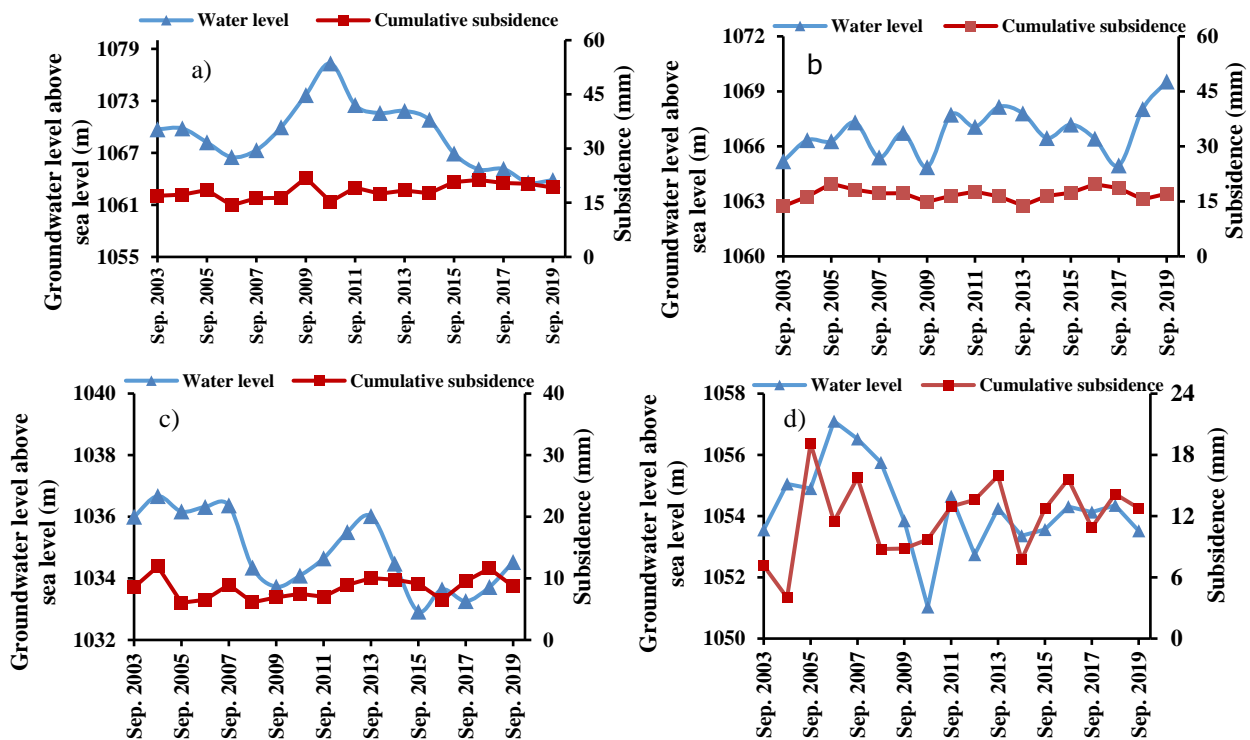 Water level Cumulative subsidence
a)
Groundwater level above
sea level (m)
1079
1073
1067
1061
1055
60
45
30
15
0
Subsidence (mm)
Sep. 2003
Sep. 2005
Sep. 2007
Sep. 2009
Sep. 2011
Sep. 2013
Sep. 2015
Sep. 2017
Sep. 2019
Water level Cumulative subsidence
b
Groundwater level above
sea level (m)
1072
1069
1066
1063
1060
60
45
30
15
0
Subsidence (mm)
Sep. 2003
Sep. 2005
Sep. 2007
Sep. 2009
Sep. 2011
Sep. 2013
Sep. 2015
Sep. 2017
Sep. 2019
Water level Cumulative subsidence
c)
Groundwater level above
sea level (m)
1040
1038
1036
1034
1032
40
30
20
10
0
Subsidence (mm)
Sep. 2003
Sep. 2005
Sep. 2007
Sep. 2009
Sep. 2011
Sep. 2013
Sep. 2015
Sep. 2017
Sep. 2019
Water level Cumulative subsidence
d)
Groundwater level above
sea level (m)
1058
1056
1054
1052
1050
24
18
12
6
0
Subsidence (mm)
Sep. 2003
Sep. 2005
Sep. 2007
Sep. 2009
Sep. 2011
Sep. 2013
Sep. 2015
Sep. 2017
Sep. 2019